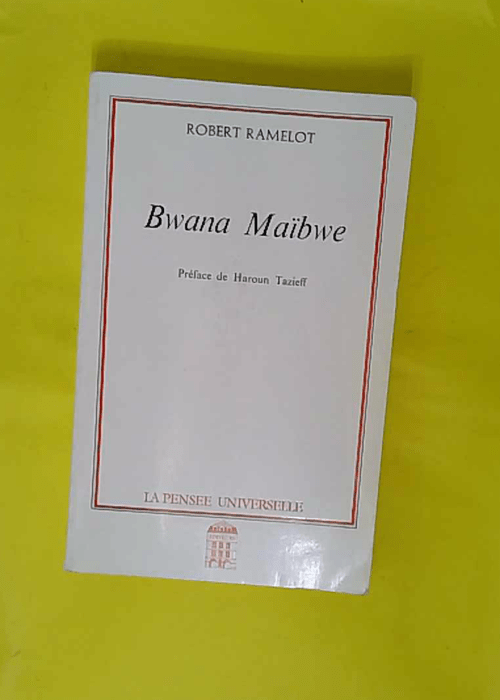 ROBERT RAMELOT
Bwana Maïbwe
Préface de Haroun Tazieff
LA PENSEE UNIVERSELLE